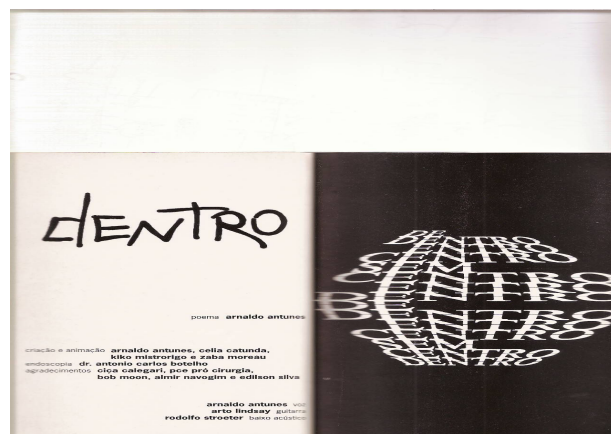 dENTRO
poema arnaldo antunes
criação e animação arnaldo antunes, celia catunda,
kiko mistrorigo e zaba moreau
endoscopia dr. antonio carlos botelho
agradecimentos ciça calegari, pce pró cirurgia,
bob moon, almir navogim e edilson silva
arnaldo antunes voz
arto lindsay guitarra
rodolfo stroeter baixo acústico
CENTRO